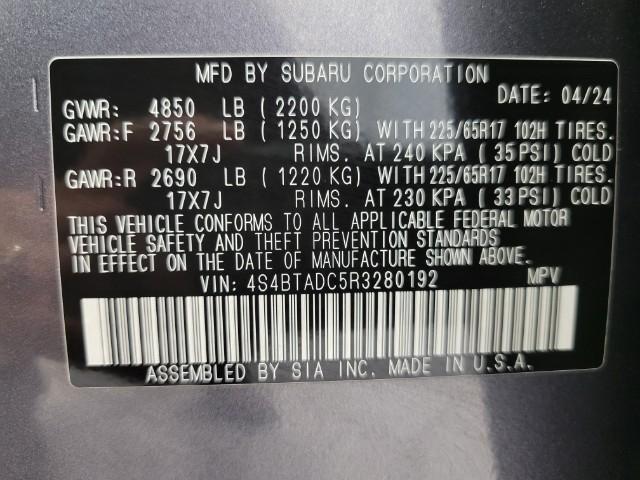 MFD BY SUBARU CORPORATION
DATE: 04/24
GVWR: 4850 LB (2200 KG)
GAWR:F 2756 LB (1250 KG) WITH 225/65R17 102H TIRES.
17X7J RIMS. AT 240 KPA (35 PSI) COLD
GAWR:R 2690 LB (1220 KG) WITH 225/65R17 102H TIRES.
17X7J RIMS. AT 230 KPA (33 PSI) COLD
THIS VEHICLE CONFORMS TO ALL APPLICABLE FEDERAL MOTOR
VEHICLE SAFETY AND THEFT PREVENTION STANDARDS
IN EFFECT ON THE DATE OF MANUFACTURE SHOWN ABOVE.
VIN: 4S4BTADC5R3280192 MPV
ASSEMBLED BY SIA INC. MADE IN U.S.A.